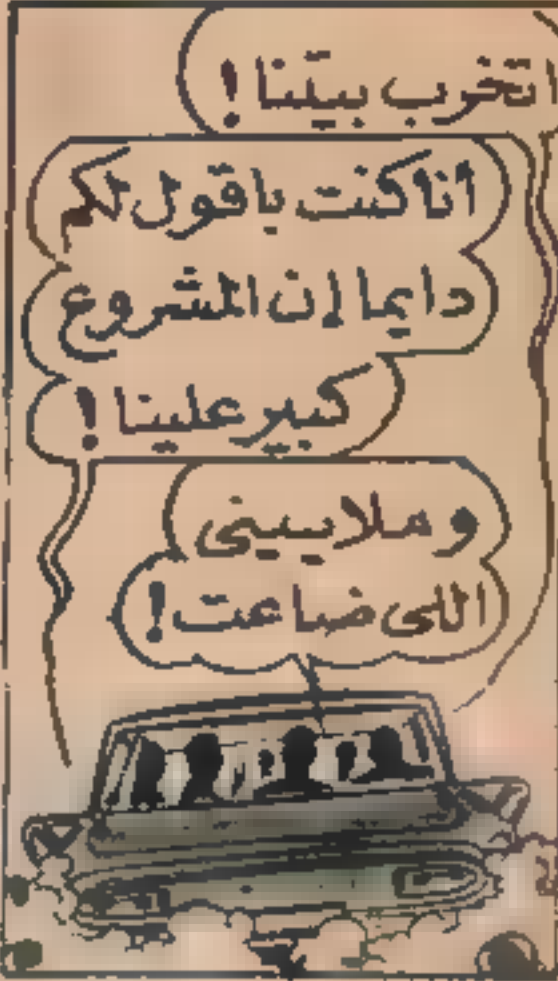 اتخرب بيتنا!
أنا كنت باقول لكم
دايما إن المشروع
كبير علينا!
وملاييني
اللى ضاعت!